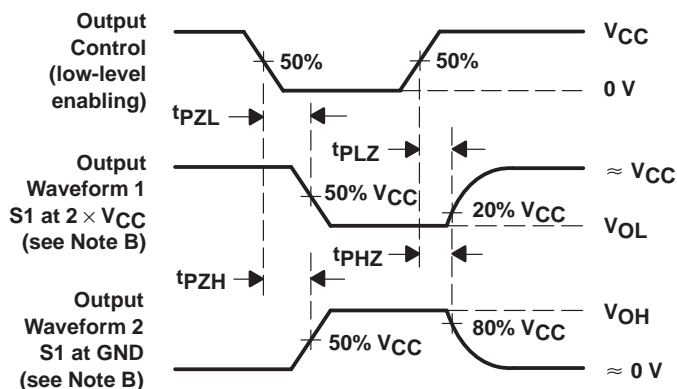 Output
Control
(low-level
enabling)
50%
50%
VCC
0 V
tPZL
tPLZ
Output
Waveform 1
S1 at 2 × VCC
(see Note B)
50% VCC
20% VCC
≈ VCC
VOL
tPZH
tPHZ
Output
Waveform 2
S1 at GND
(see Note B)
50% VCC
80% VCC
VOH
≈ 0 V